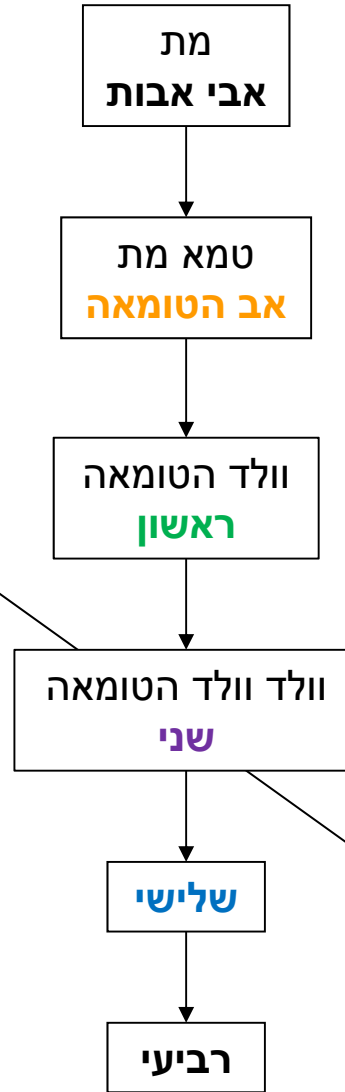 מת
אבי אבות
טמא מת
אב הטומאה
וולד הטומאה
ראשון
וולד וולד הטומאה
שני
שלישי
רביעי